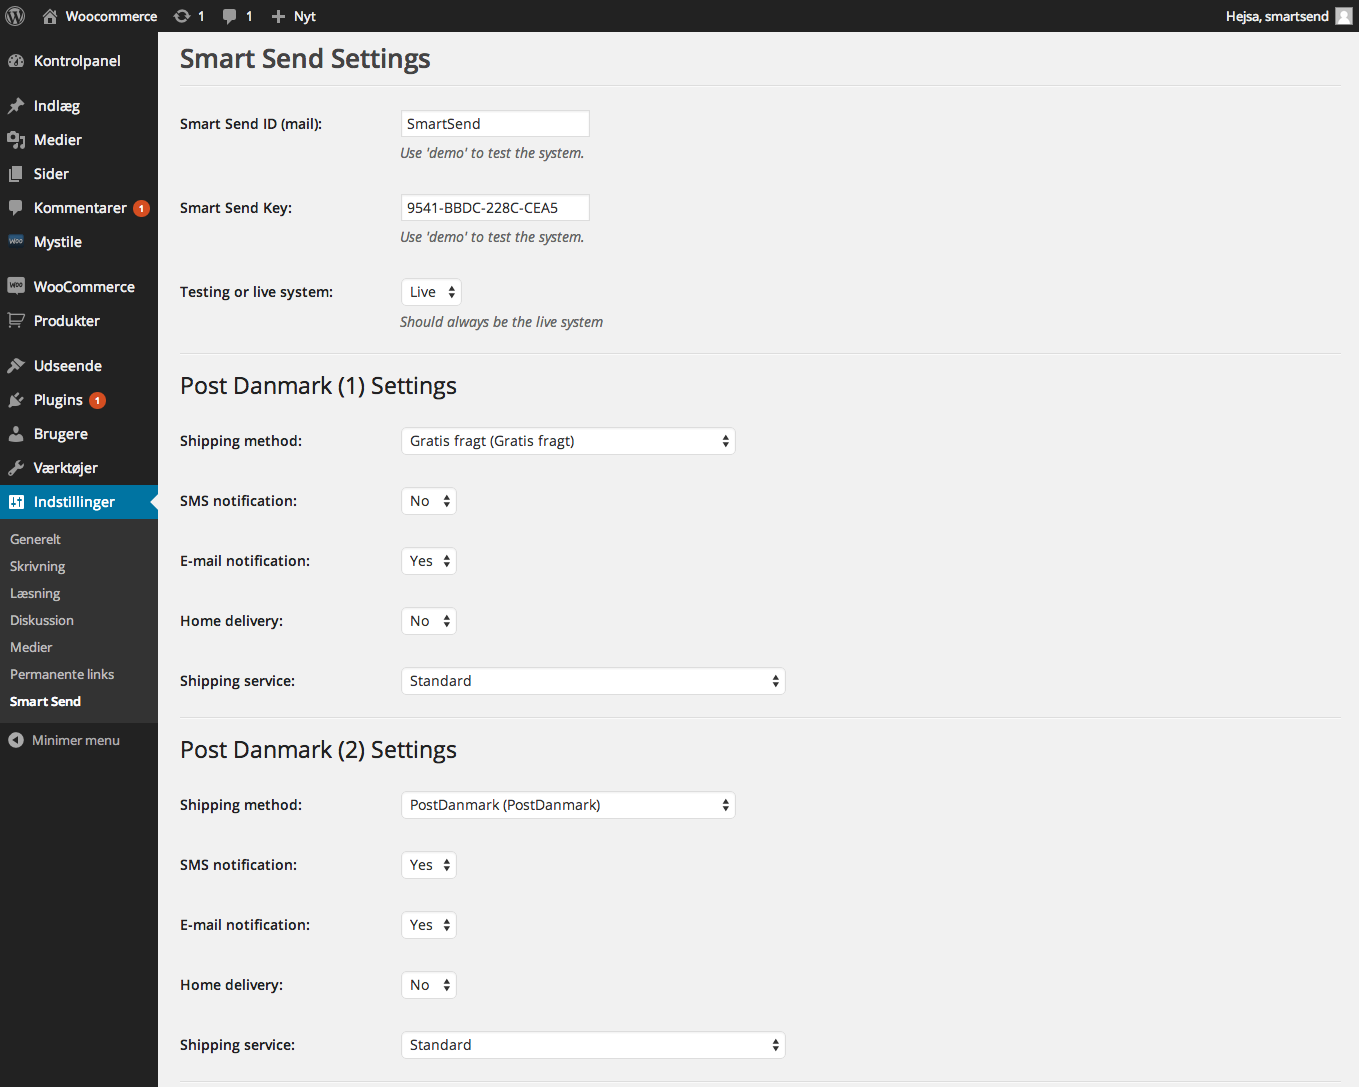 Woocommerce 1 1 Nyt Hejsa, smartsend
Kontrolpanel
Indlæg
Medier
Sider
Kommentarer 1
Mystile
WooCommerce
Produkter
Udseende
Plugins 1
Brugere
Værktøjer
Indstillinger
Generelt
Skrivning
Læsning
Diskussion
Medier
Permanente links
Smart Send
Minimer menu
Smart Send Settings
Smart Send ID (mail): SmartSend
Use 'demo' to test the system.
Smart Send Key: 9541-BBDC-228C-CEA5
Use 'demo' to test the system.
Testing or live system: Live
Should always be the live system
Post Danmark (1) Settings
Shipping method: Gratis fragt (Gratis fragt)
SMS notification: No
E-mail notification: Yes
Home delivery: No
Shipping service: Standard
Post Danmark (2) Settings
Shipping method: PostDanmark (PostDanmark)
SMS notification: Yes
E-mail notification: Yes
Home delivery: No
Shipping service: Standard